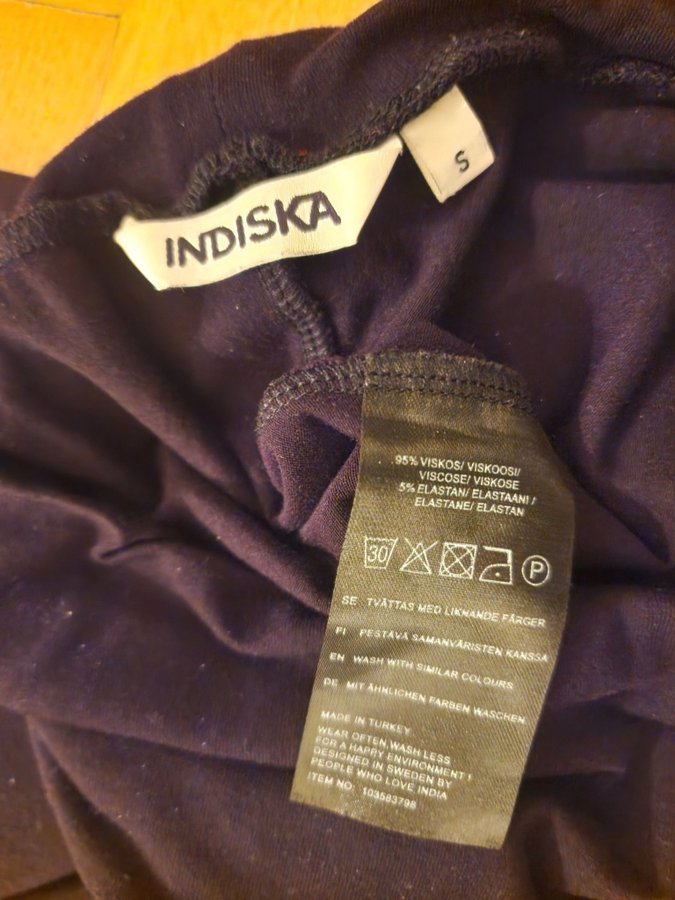 INDISKA
S
95% VISKOS/ VISKOOSI/
VISCOSE/ VISKOSE
5% ELASTAN/ ELASTAANI /
ELASTANE/ ELASTAN
30
P
SE TVÄTTAS MED LIKNANDE FÄRGER
FI PESTÄVÄ SAMANVÄRISTEN KANSSA
EN WASH WITH SIMILAR COLOURS
DE MIT ÄHNLICHEN FARBEN WASCHEN
MADE IN TURKEY
WEAR OFTEN WASH LESS
FOR A HAPPY ENVIRONMENT !
DESIGNED IN SWEDEN BY
PEOPLE WHO LOVE INDIA
ITEM NO: 103583798